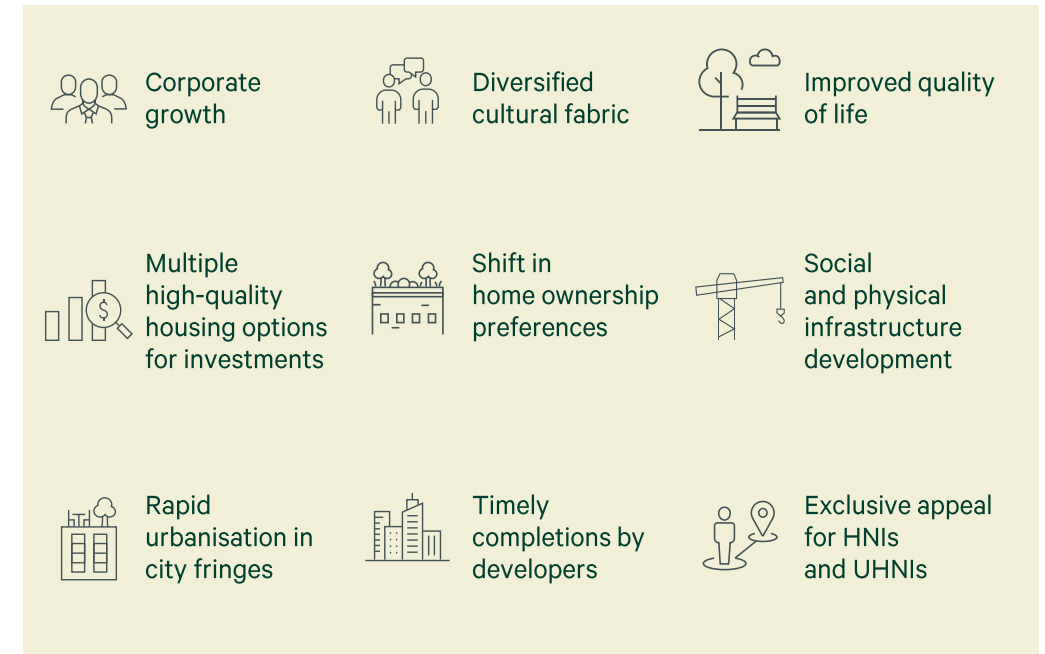 Corporate
growth
Diversified
cultural fabric
Improved quality
of life
Multiple
high-quality
housing options
for investments
Shift in
home ownership
preferences
Social
and physical
infrastructure
development
Rapid
urbanisation in
city fringes
Timely
completions by
developers
Exclusive appeal
for HNIs
and UHNIs
$